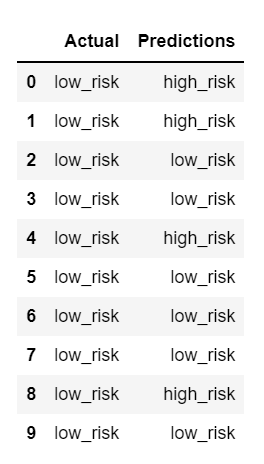 Actual Predictions
0 low_risk high_risk
1 low_risk high_risk
2 low_risk low_risk
3 low_risk low_risk
4 low_risk high_risk
5 low_risk low_risk
6 low_risk low_risk
7 low_risk low_risk
8 low_risk high_risk
9 low_risk low_risk